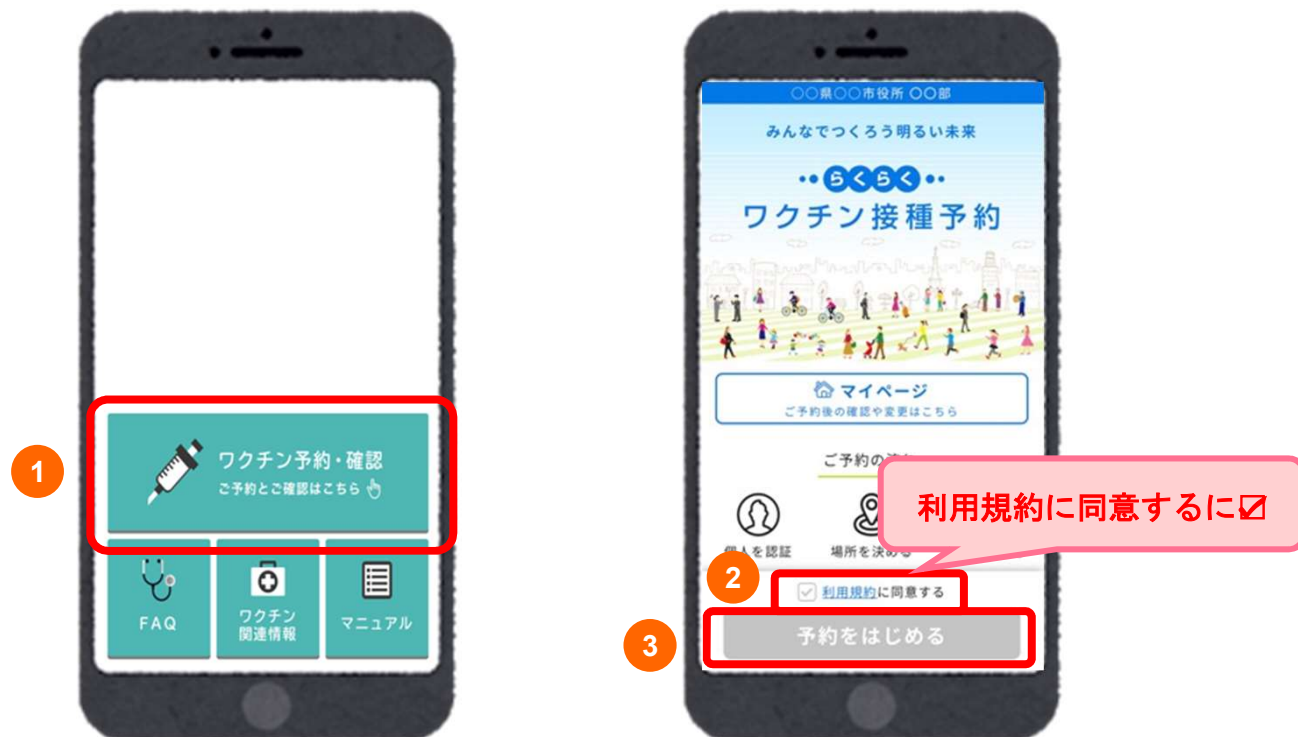 1
ワクチン予約・確認
ご予約とご確認はこちら
FAQ
ワクチン
関連情報
マニュアル
○○県○○市役所 ○○部
みんなでつくろう明るい未来
らくらく
ワクチン接種予約
マイページ
ご予約後の確認や変更はこちら
ご予約の
利用規約に同意するに☑
個人を認証
場所を決める
2
利用規約に同意する
3
予約をはじめる